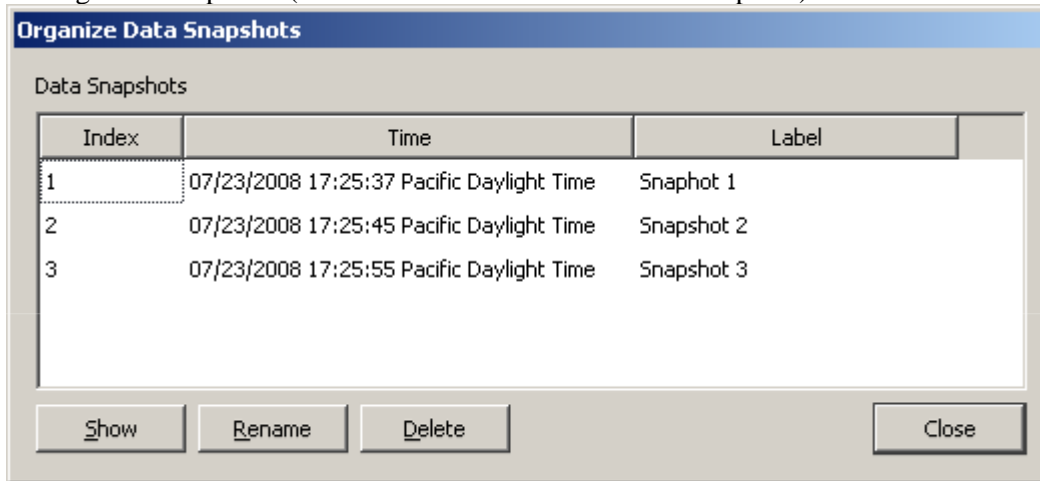 Organize Data Snapshots
Data Snapshots
Index Time Label
1 07/23/2008 17:25:37 Pacific Daylight Time Snaphot 1
2 07/23/2008 17:25:45 Pacific Daylight Time Snapshot 2
3 07/23/2008 17:25:55 Pacific Daylight Time Snapshot 3
Show Rename Delete Close